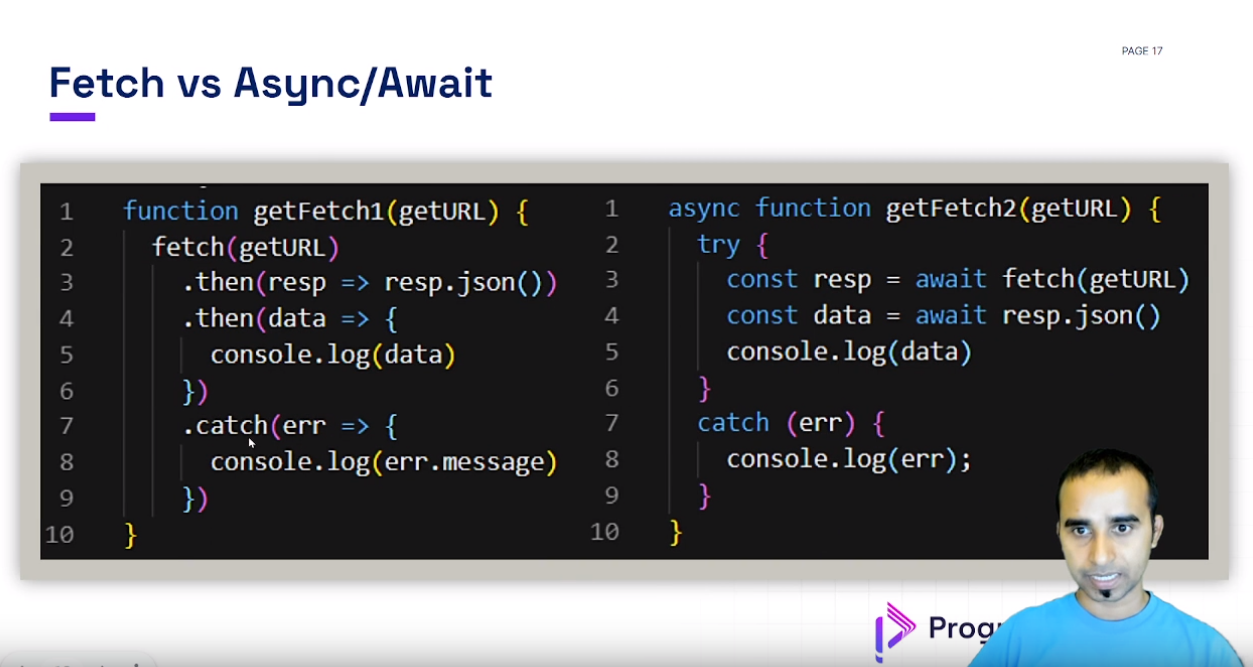 PAGE 17
Fetch vs Async/Await
1 function getFetch1(getURL) {
2 fetch(getURL)
3 .then(resp => resp.json())
4 .then(data => {
5 console.log(data)
6 })
7 .catch(err => {
8 console.log(err.message)
9 })
10 }
1 async function getFetch2(getURL) {
2 try {
3 const resp = await fetch(getURL)
4 const data = await resp.json()
5 console.log(data)
6 }
7 catch (err) {
8 console.log(err);
9 }
10 }